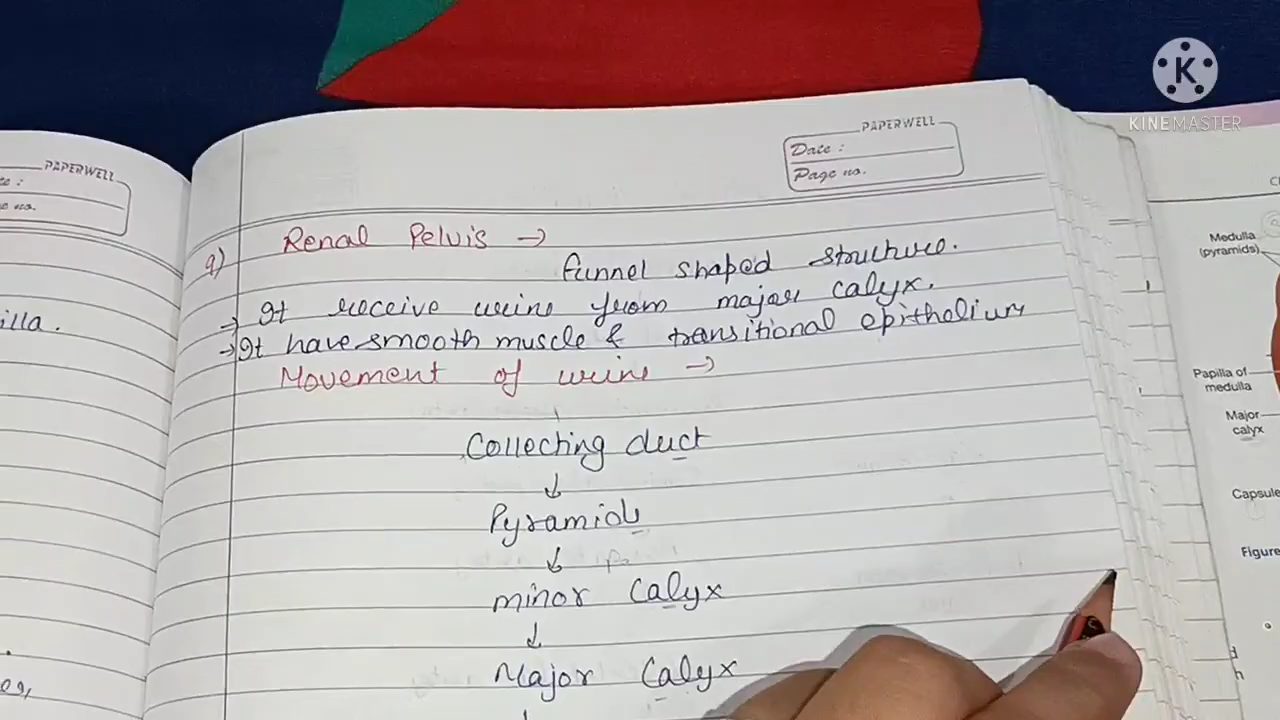 KINEMASTER
PAPERWELL
no.
illa.
PAPERWELL
Date :
Page no.
9) Renal Pelvis →
funnel shaped structure.
→ It receive urine from major calyx.
→ It have smooth muscle & transitional epithelium
Movement of urine →
Collecting duct
↓
Pyramids
↓
minor Calyx
↓
Major Calyx
Medulla
(pyramids)
Papilla of
medulla
Major
calyx
Capsule
Figure